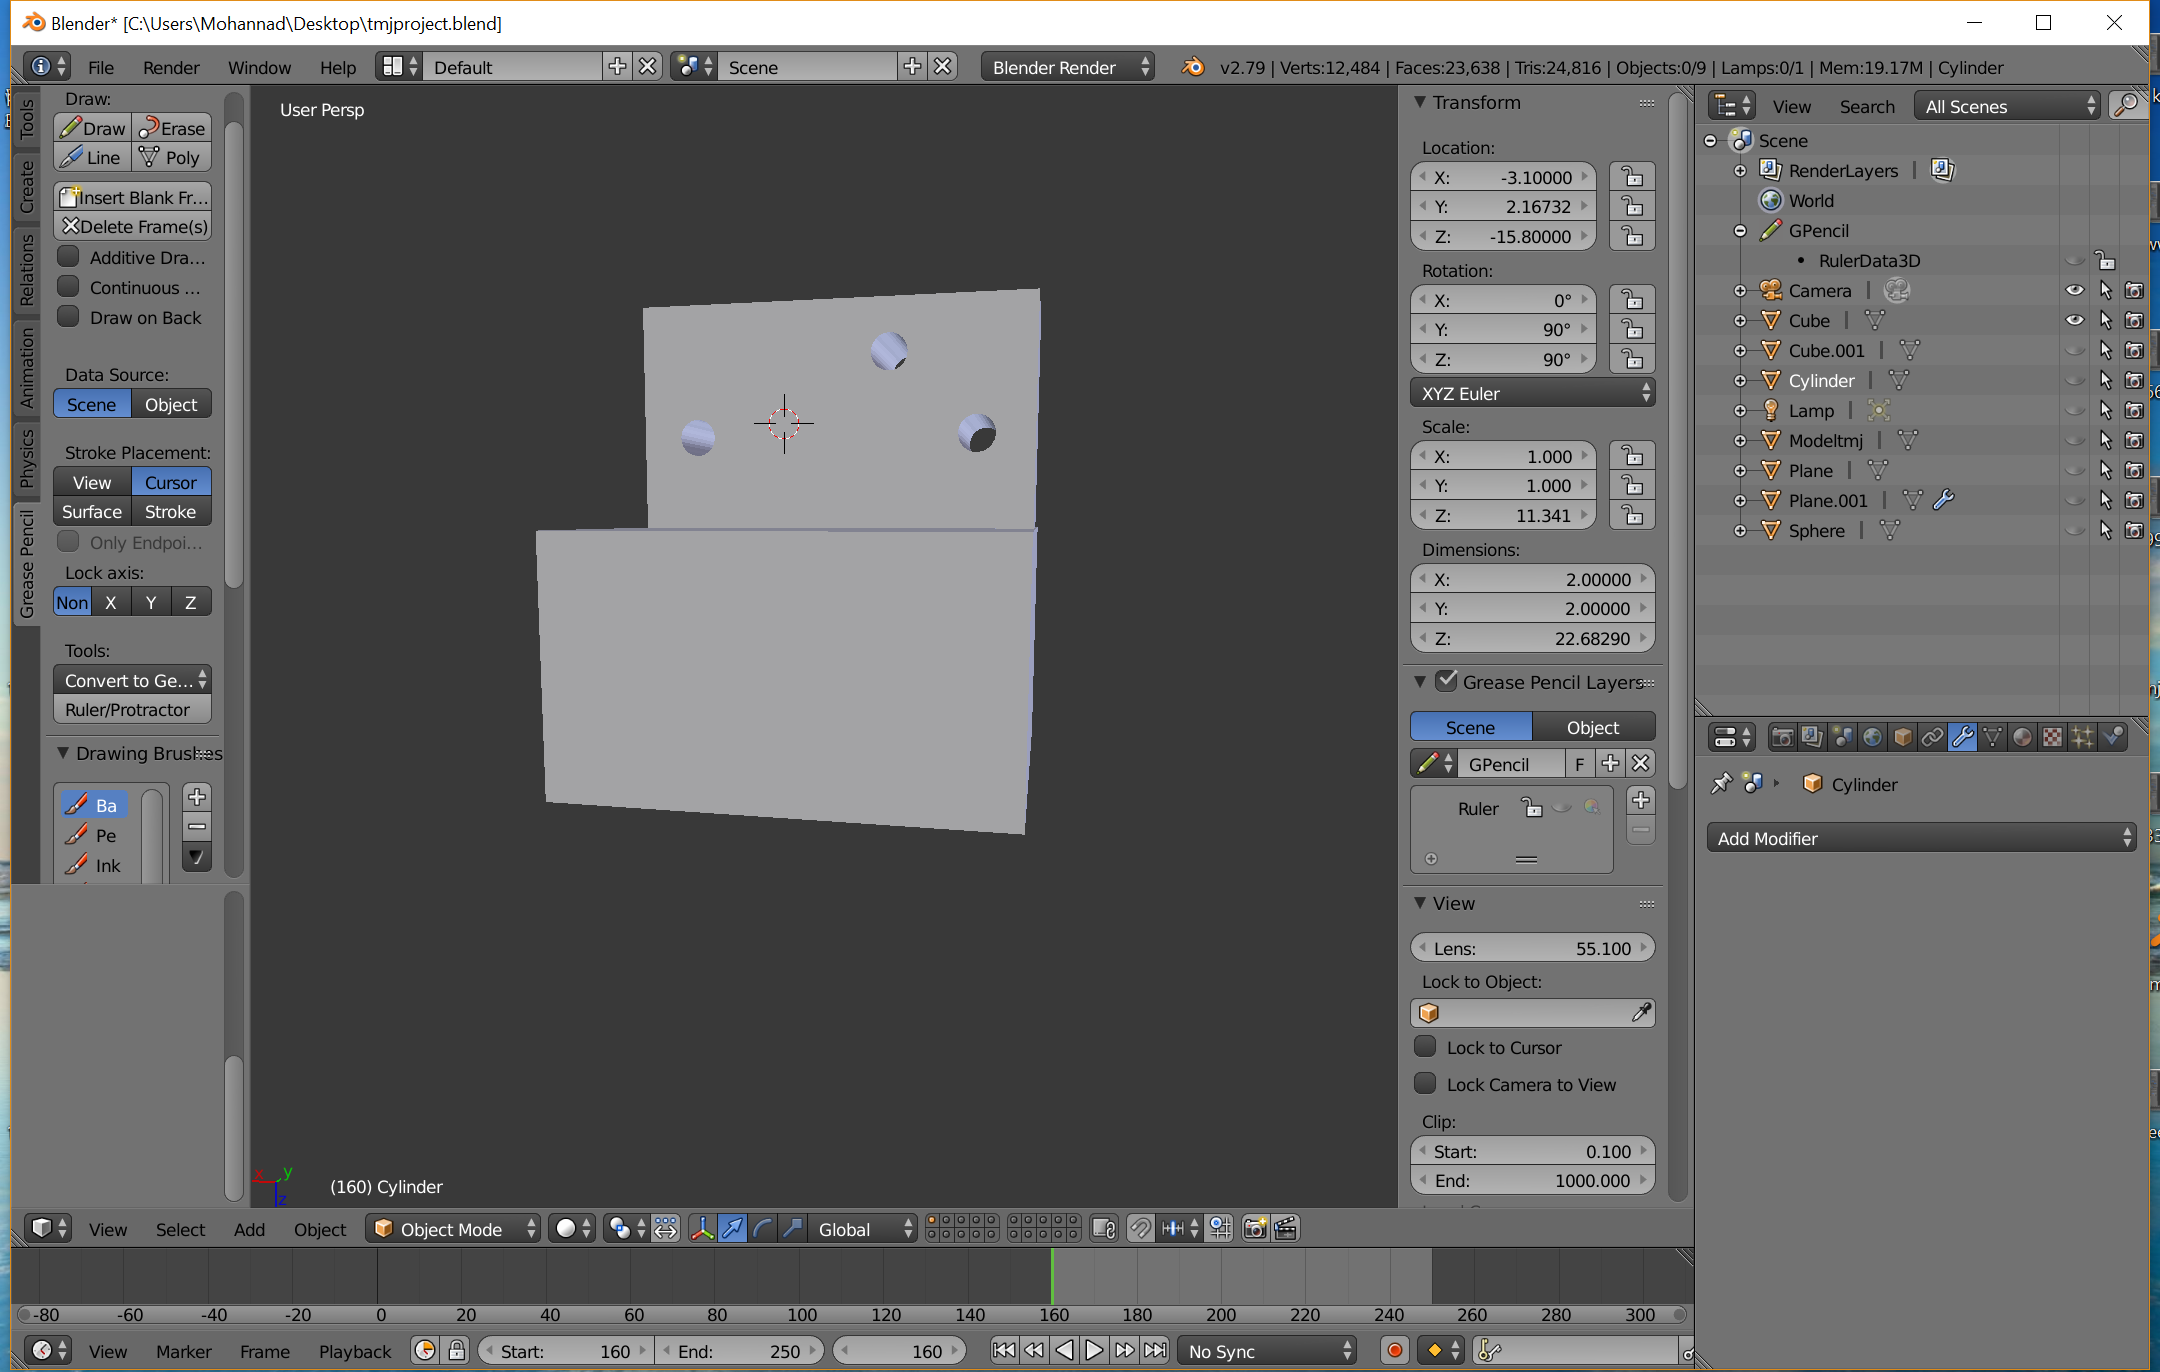 Blender* [C:\Users\Mohannad\Desktop\tmjproject.blend]
File Render Window Help Default Scene Blender Render v2.79 | Verts:12,484 | Faces:23,638 | Tris:24,816 | Objects:0/9 | Lamps:0/1 | Mem:19.17M | Cylinder
Tools
Create
Relations
Animation
Physics
Grease Pencil
Draw:
Draw Erase
Line Poly
Insert Blank Fr...
Delete Frame(s)
Additive Dra...
Continuous ...
Draw on Back
Data Source:
Scene Object
Stroke Placement:
View Cursor
Surface Stroke
Only Endpoi...
Lock axis:
Non X Y Z
Tools:
Convert to Ge...
Ruler/Protractor
Drawing Brushes
Ba
Pe
Ink
User Persp
x y
z
(160) Cylinder
Transform
Location:
X: -3.10000
Y: 2.16732
Z: -15.80000
Rotation:
X: 0°
Y: 90°
Z: 90°
XYZ Euler
Scale:
X: 1.000
Y: 1.000
Z: 11.341
Dimensions:
X: 2.00000
Y: 2.00000
Z: 22.68290
Grease Pencil Layers
Scene Object
GPencil F
Ruler
View
Lens: 55.100
Lock to Object:
Lock to Cursor
Lock Camera to View
Clip:
Start: 0.100
End: 1000.000
View Search All Scenes
Scene
RenderLayers |
World
GPencil
RulerData3D
Camera |
Cube |
Cube.001 |
Cylinder |
Lamp |
Modeltmj |
Plane |
Plane.001 |
Sphere |
Cylinder
Add Modifier
View Select Add Object Object Mode Global
-80 -60 -40 -20 0 20 40 60 80 100 120 140 160 180 200 220 240 260 280 300
View Marker Frame Playback Start: 160 End: 250 160 No Sync